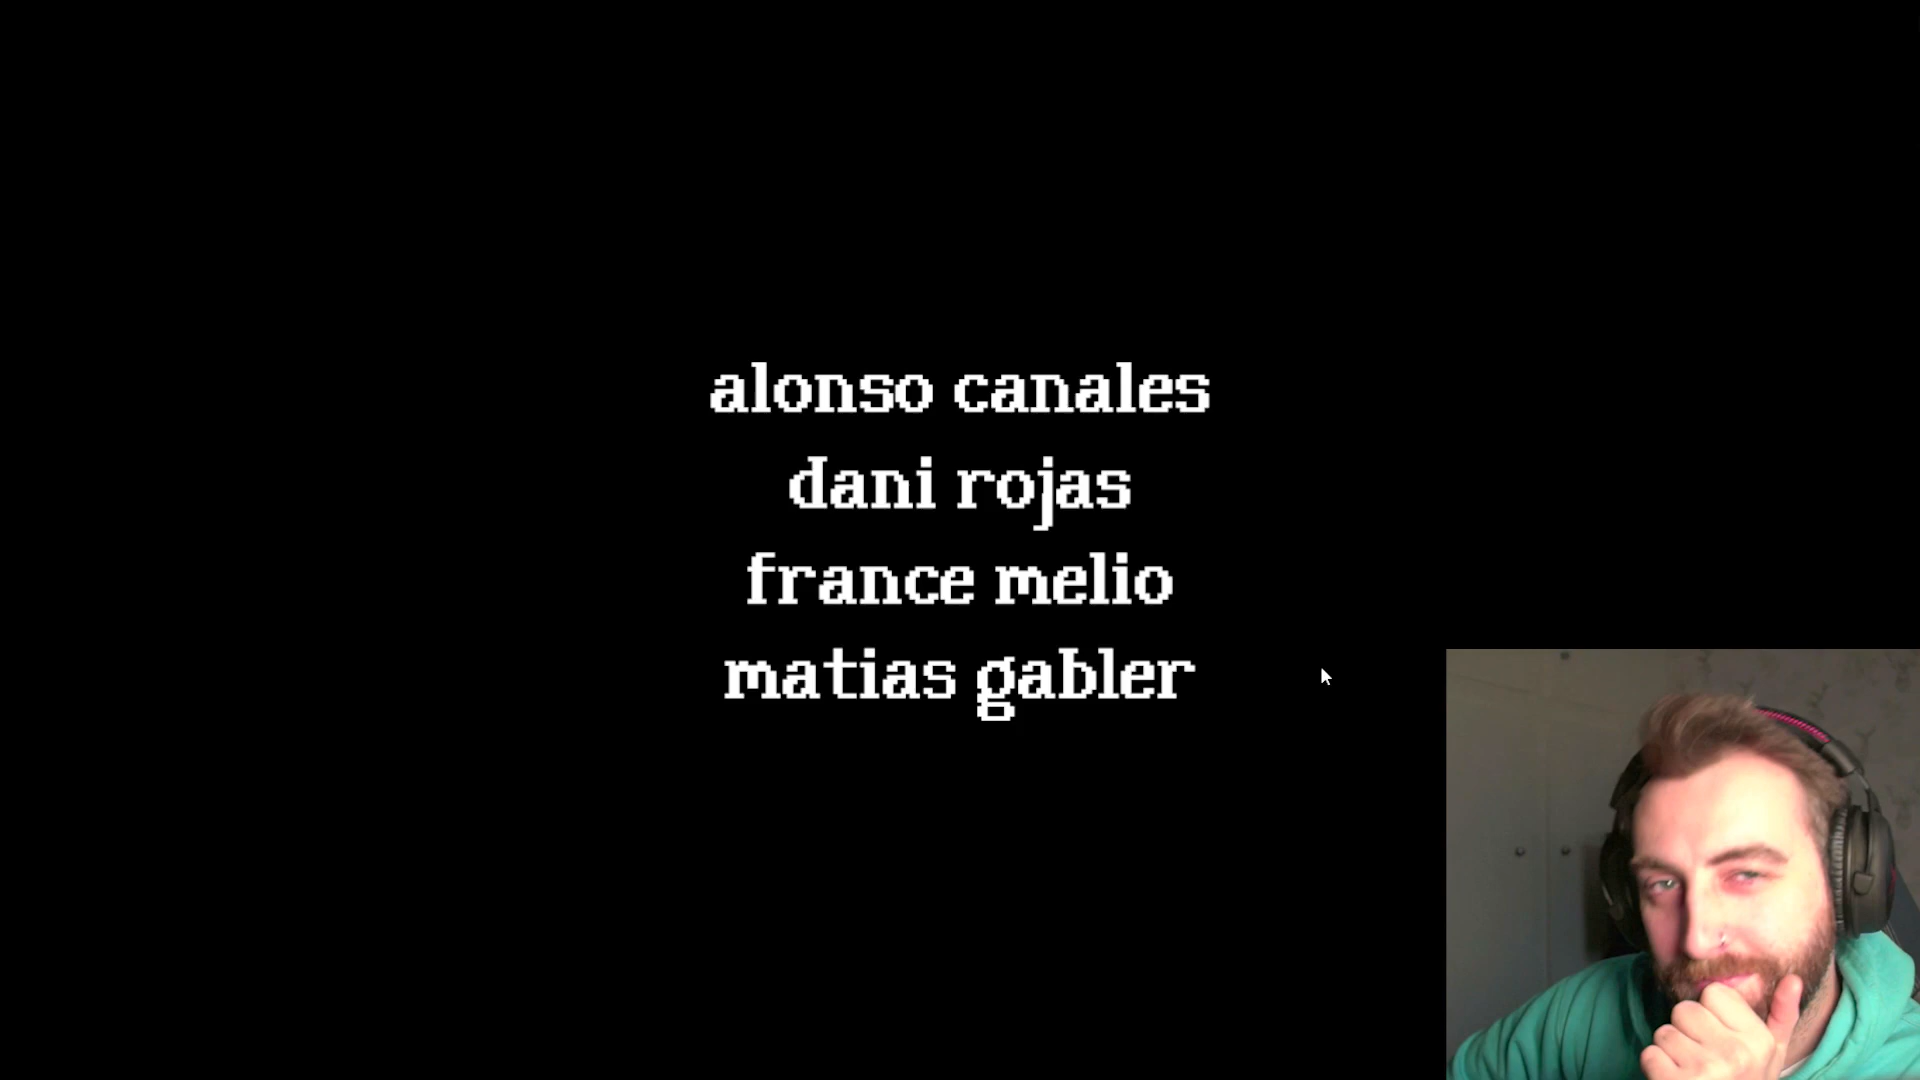 alonso canales
dani rojas
france melio
matias gabler